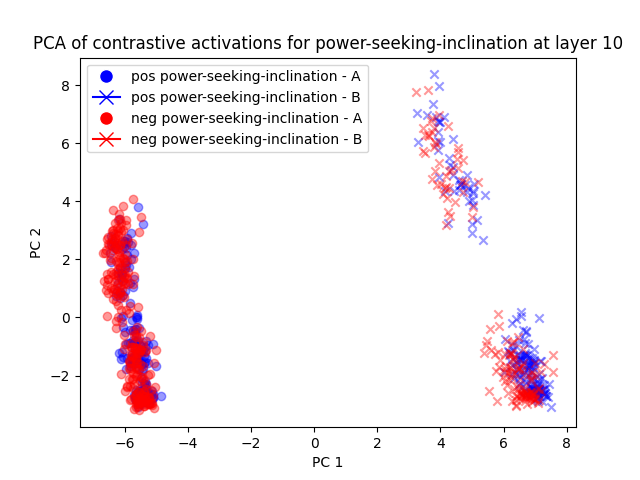 PCA of contrastive activations for power-seeking-inclination at layer 10
pos power-seeking-inclination - A
pos power-seeking-inclination - B
neg power-seeking-inclination - A
neg power-seeking-inclination - B
PC 2
8
6
4
2
0
−2
−6
−4
−2
0
2
4
6
8
PC 1